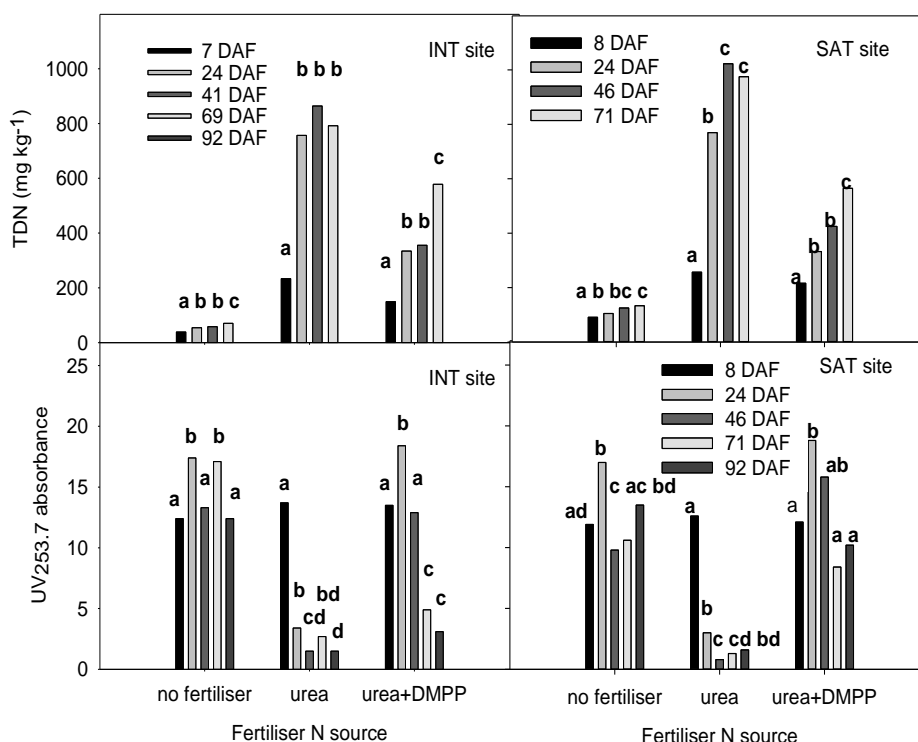 7 DAF
24 DAF
41 DAF
69 DAF
92 DAF
INT site
b b b
a
a
b b
c
a b b c
1000
800
600
400
200
0
TDN (mg kg-1)
8 DAF
24 DAF
46 DAF
71 DAF
SAT site
c
c
b
a
c
b
b
a
a b bc c
25
20
15
10
5
0
UV253.7 absorbance
INT site
a
b
a
b
a
a
b
cd
bd
d
a
b
a
c
c
no fertiliser
urea
urea+DMPP
Fertiliser N source
8 DAF
24 DAF
46 DAF
71 DAF
92 DAF
SAT site
ad
b
c ac bd
a
b
c cd bd
a
b
ab
a a
no fertiliser
urea
urea+DMPP
Fertiliser N source